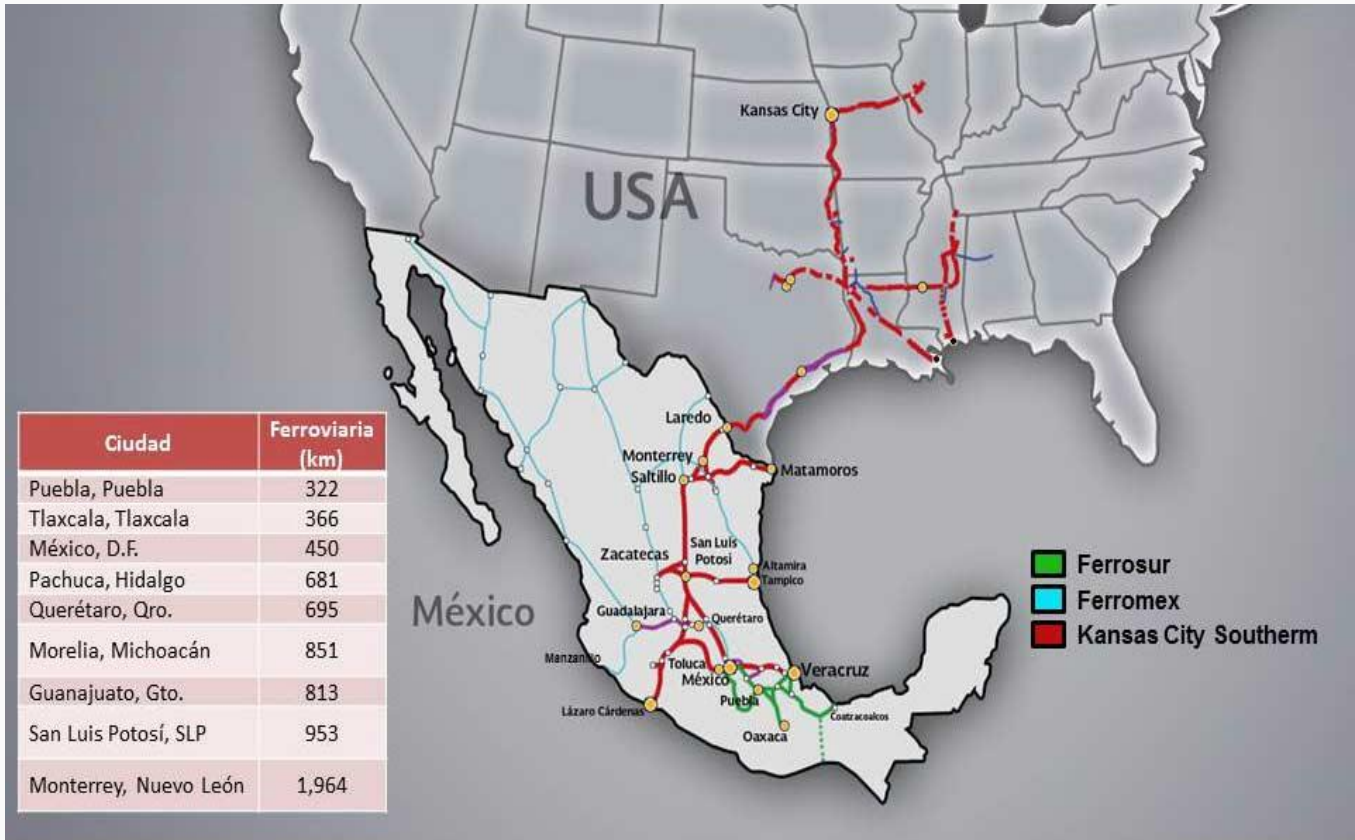 Kansas City
USA
Laredo
Monterrey
Saltillo
Matamoros
Zacatecas
San Luis
Potosi
Altamira
Tampico
México
Guadalajara
Querétaro
Manzanillo
Toluca
México
Veracruz
Puebla
Lázaro Cárdenas
Coatzacoalcos
Oaxaca
Ciudad Ferroviaria
(km)
Puebla, Puebla 322
Tlaxcala, Tlaxcala 366
México, D.F. 450
Pachuca, Hidalgo 681
Querétaro, Qro. 695
Morelia, Michoacán 851
Guanajuato, Gto. 813
San Luis Potosí, SLP 953
Monterrey, Nuevo León 1,964
Ferrosur
Ferromex
Kansas City Southerm